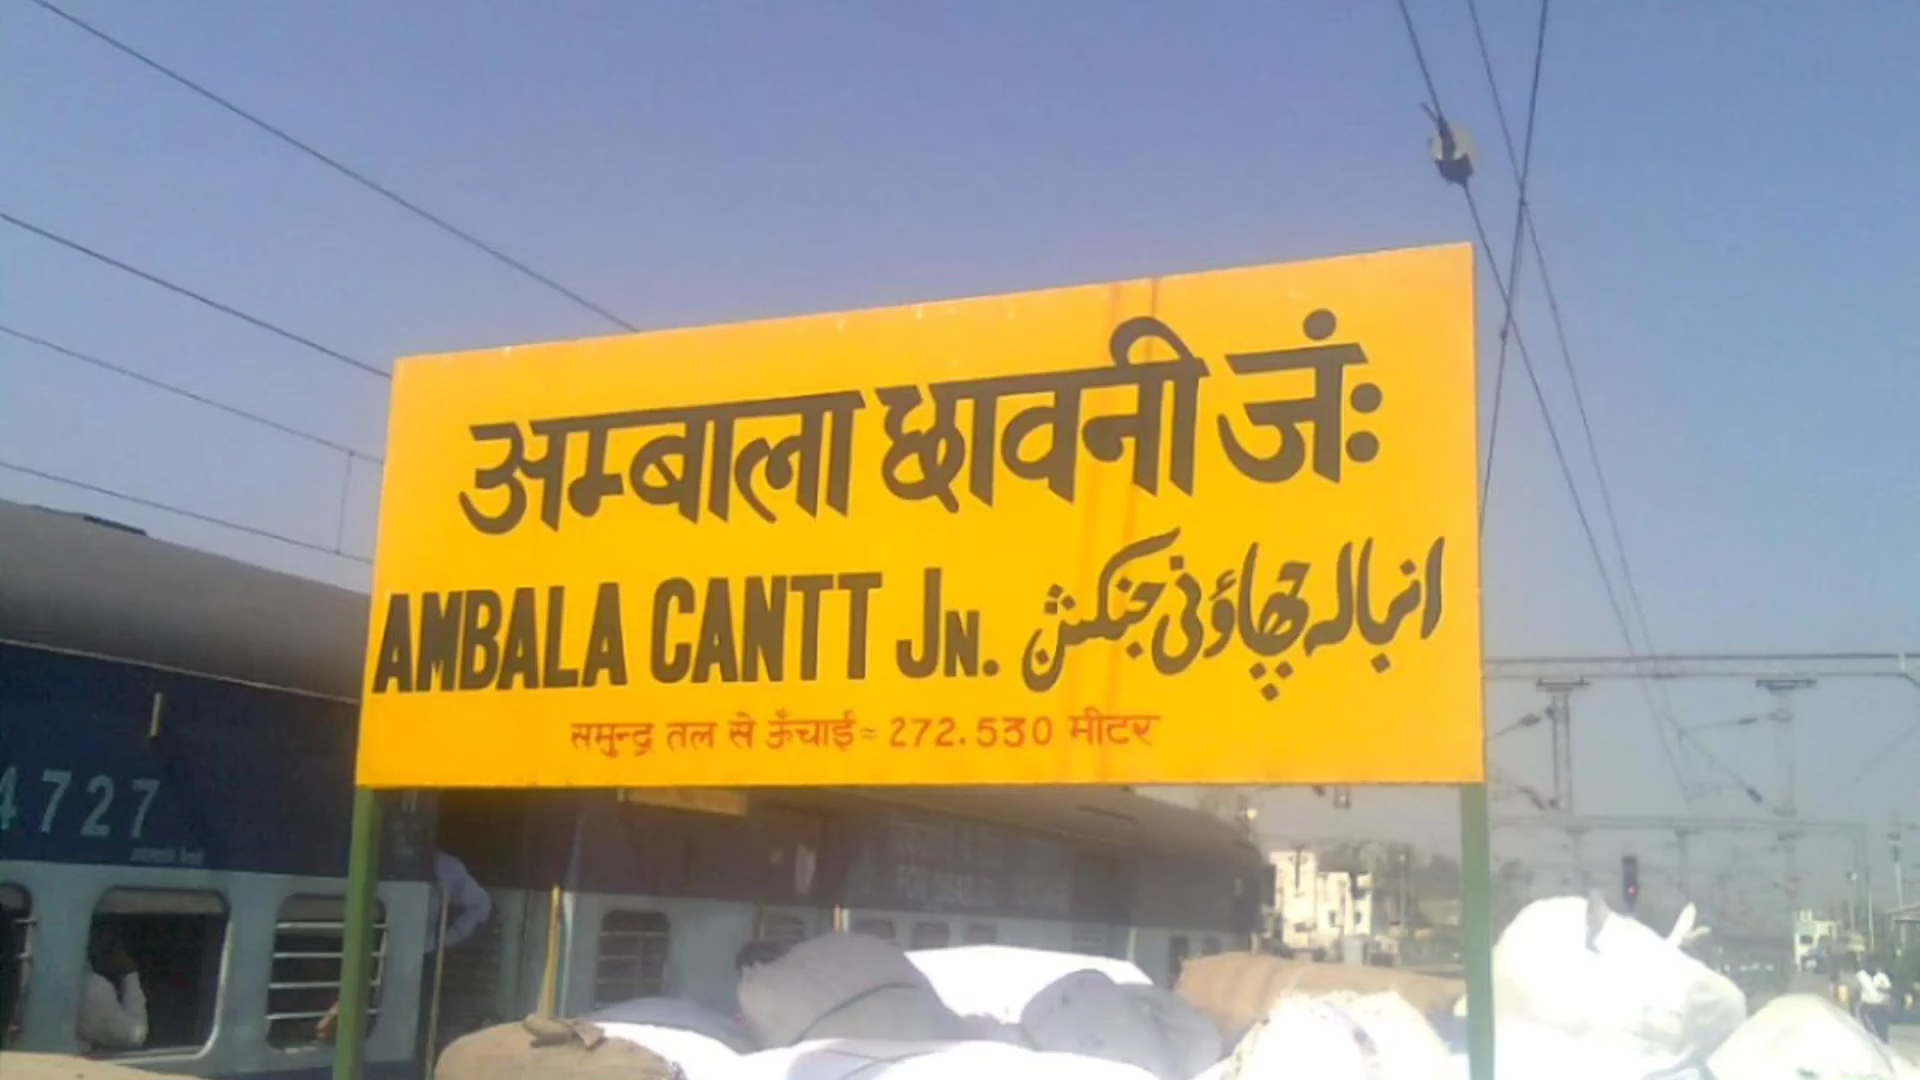 अम्बाला छावनी जं:
AMBALA CANTT JN. انبالہ چھاؤنی جنکشن
समुन्द्र तल से ऊँचाई = 272.530 मीटर
4727